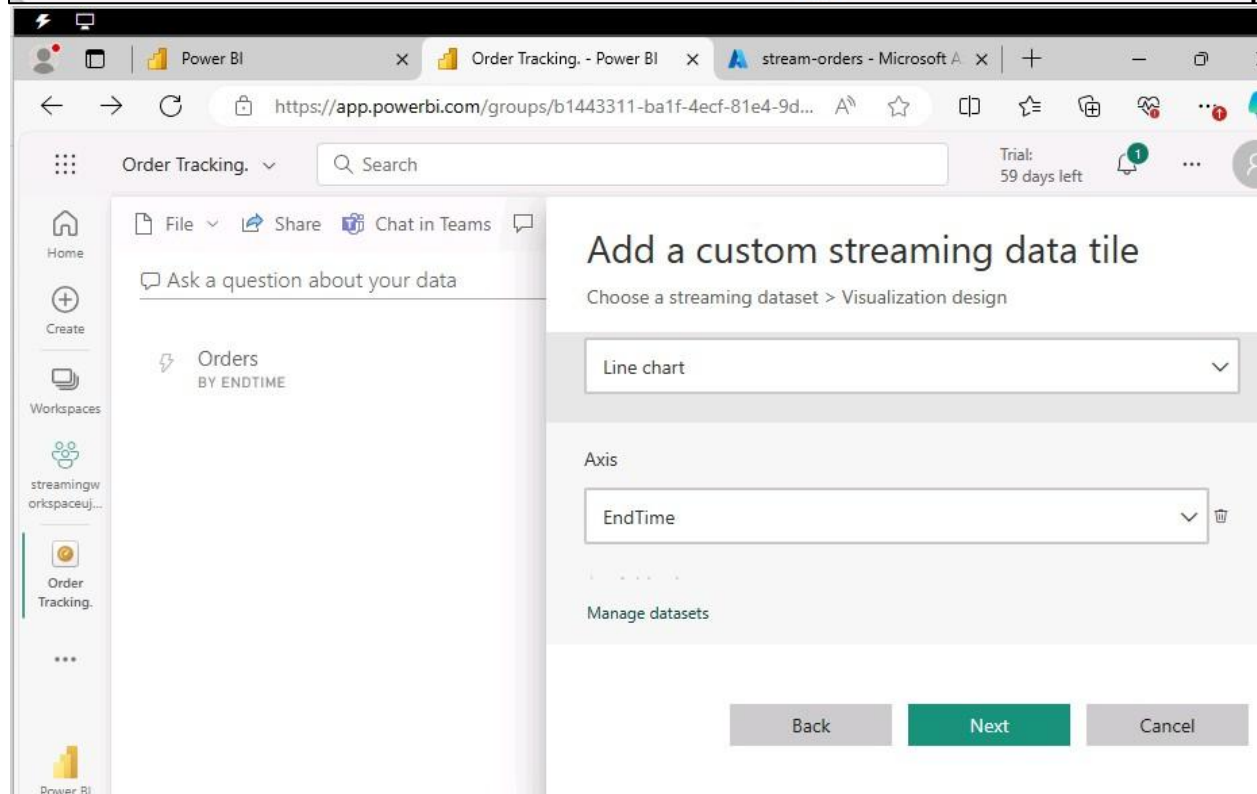 Power BI
Order Tracking. - Power BI
stream-orders - Microsoft A
https://app.powerbi.com/groups/b1443311-ba1f-4ecf-81e4-9d...
Order Tracking.
Search
Trial:
59 days left
1
Home
Create
Workspaces
streamingw
orkspaceuj...
Order
Tracking.
Power BI
File
Share
Chat in Teams
Ask a question about your data
Orders
BY ENDTIME
Add a custom streaming data tile
Choose a streaming dataset > Visualization design
Line chart
Axis
EndTime
Manage datasets
Back
Next
Cancel